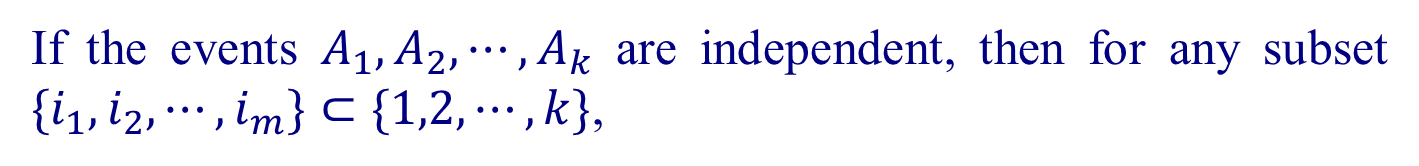 If the events A₁, A₂, ⋯, Aₖ are independent, then for any subset
{i₁, i₂, ⋯, iₘ} ⊂ {1,2, ⋯, k},